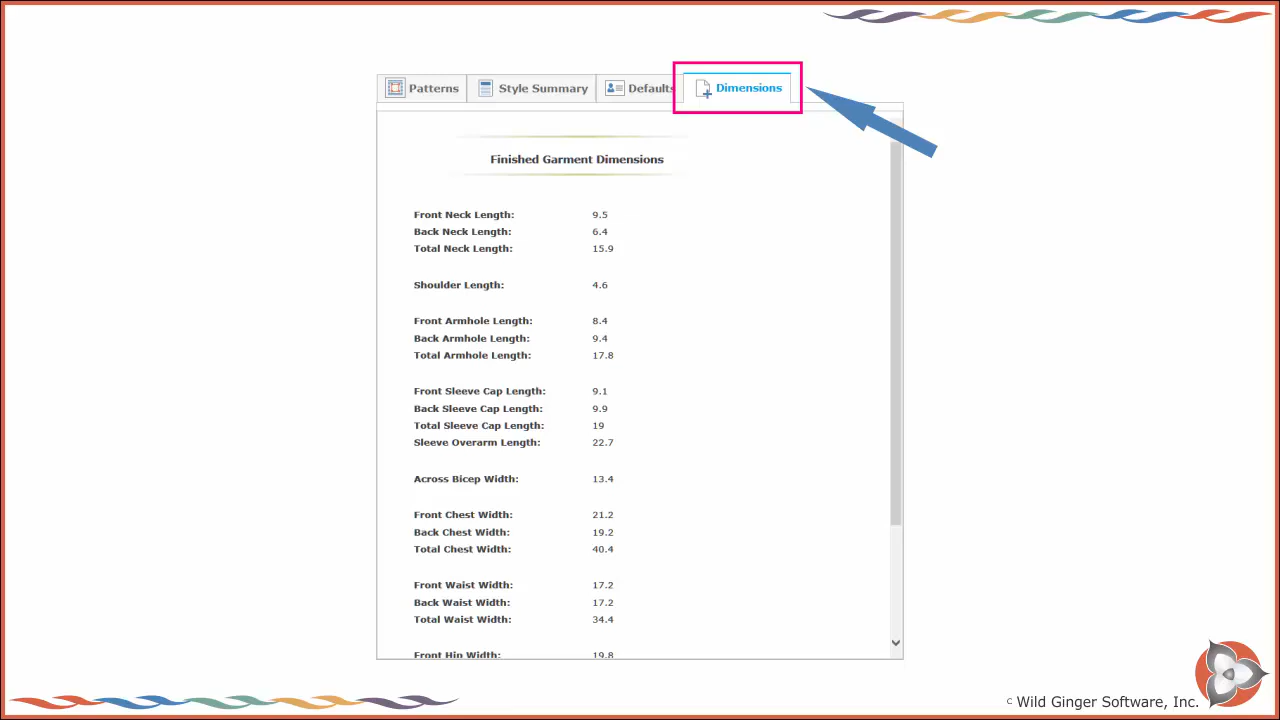 Patterns Style Summary Defaults Dimensions
Finished Garment Dimensions
Front Neck Length: 9.5
Back Neck Length: 6.4
Total Neck Length: 15.9
Shoulder Length: 4.6
Front Armhole Length: 8.4
Back Armhole Length: 9.4
Total Armhole Length: 17.8
Front Sleeve Cap Length: 9.1
Back Sleeve Cap Length: 9.9
Total Sleeve Cap Length: 19
Sleeve Overarm Length: 22.7
Across Bicep Width: 13.4
Front Chest Width: 21.2
Back Chest Width: 19.2
Total Chest Width: 40.4
Front Waist Width: 17.2
Back Waist Width: 17.2
Total Waist Width: 34.4
Front Hip Width: 19.8
© Wild Ginger Software, Inc.